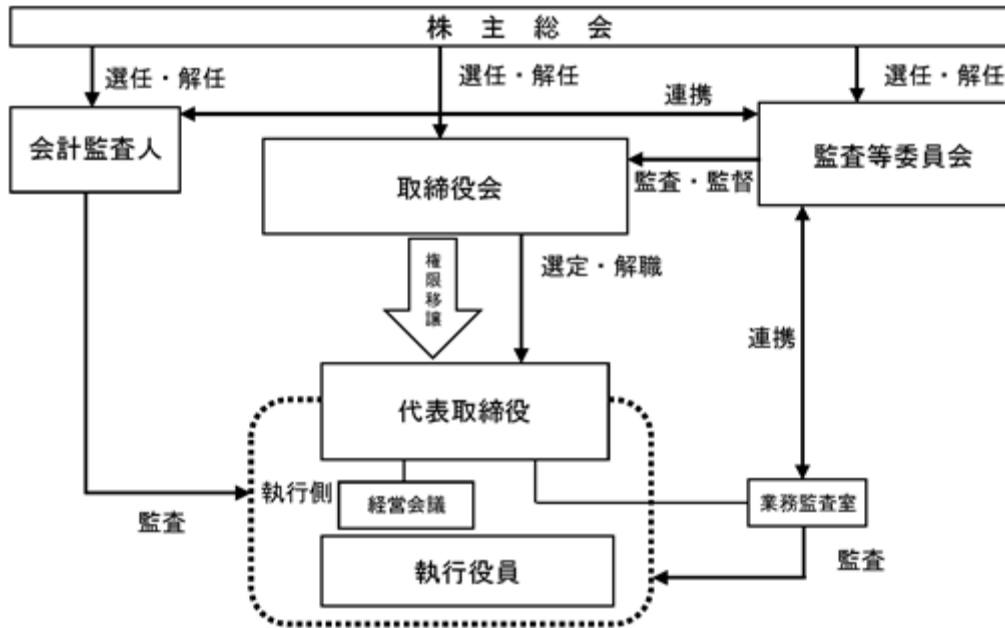 株主総会
選任・解任
選任・解任
選任・解任
連携
会計監査人
監査等委員会
取締役会
監査・監督
権限移譲
選定・解職
連携
代表取締役
執行側
経営会議
業務監査室
監査
執行役員
監査